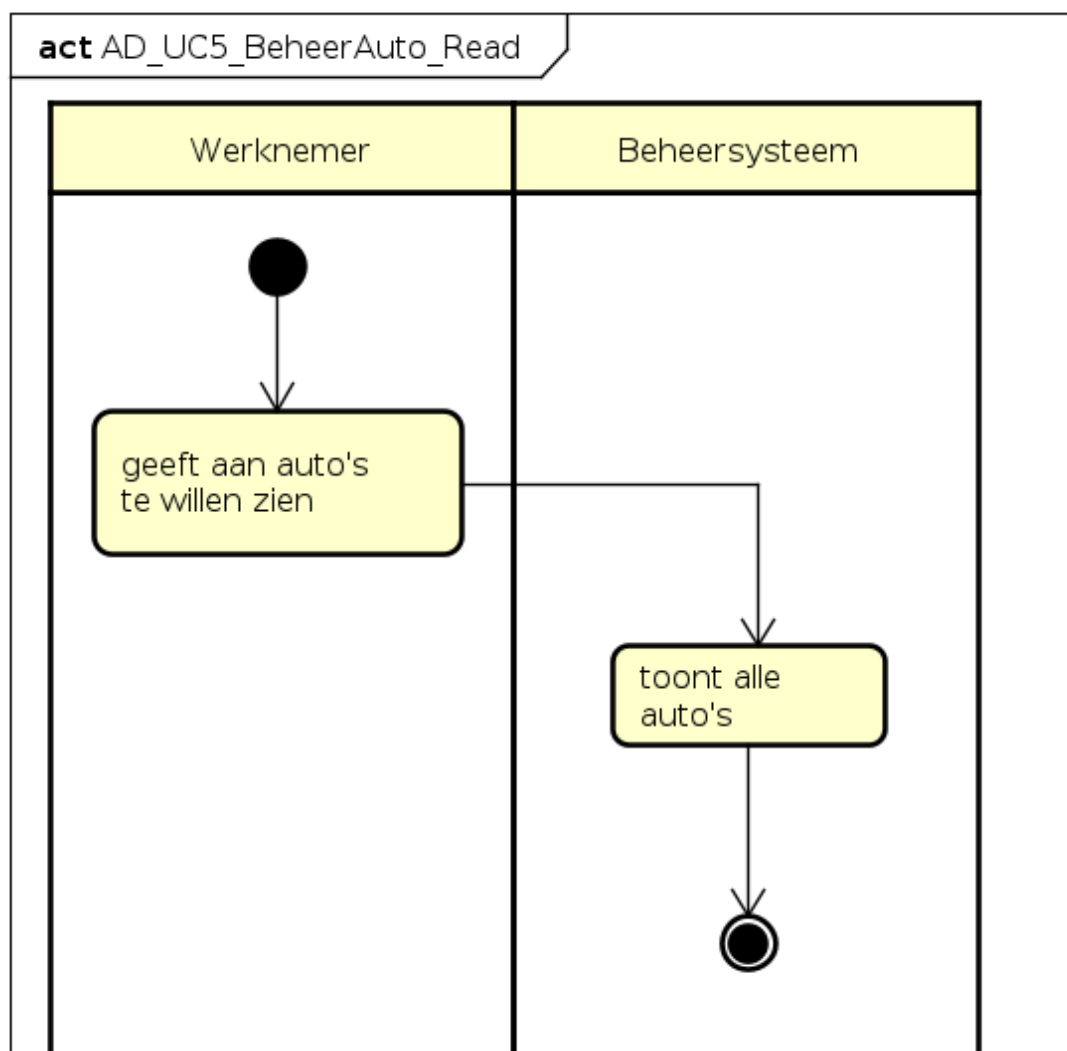 act AD_UC5_BeheerAuto_Read
Werknemer
Beheersysteem
geeft aan auto's
te willen zien
toont alle
auto's